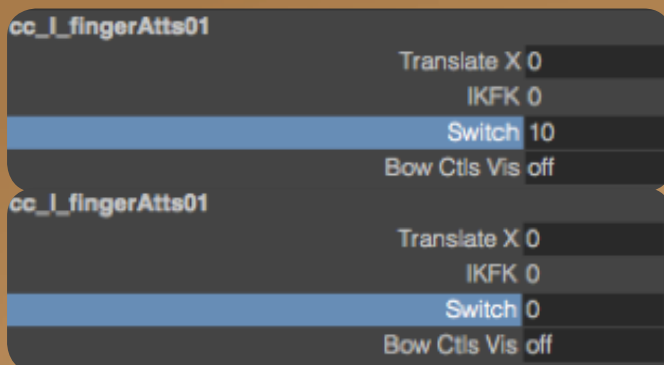 cc_l_fingerAtts01
Translate X 0
IKFK 0
Switch 10
Bow Ctls Vis off
cc_l_fingerAtts01
Translate X 0
IKFK 0
Switch 0
Bow Ctls Vis off